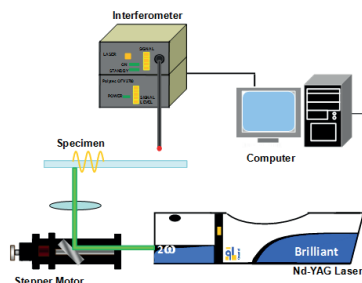 Interferometer
SIGNAL
LASER
ON
STANDBY
POWER
SIGNAL
LEVEL
Specimen
Computer
2ω
Brilliant
Nd-YAG Laser
Stepper Motor